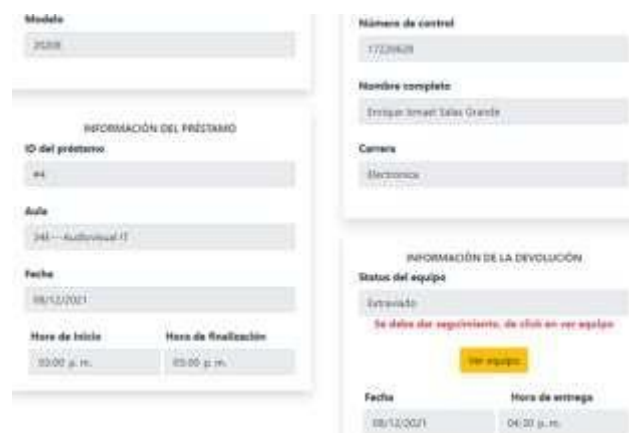 Modelo
INFORMACIÓN DEL PRÉSTAMO
ID del préstamo
#4
Aula
Audiovisual IT
Fecha
08/12/2021
Hora de Inicio Hora de finalización
03:00 p. m. 05:00 p. m.
Número de control
Nombre completo
Enrique Ismael Salas Grande
Carrera
Electronica
INFORMACIÓN DE LA DEVOLUCIÓN
Status del equipo
Extraviado
Se debe dar seguimiento, de click en ver equipo
Ver equipo
Fecha Hora de entrega
08/12/2021 04:30 p. m.